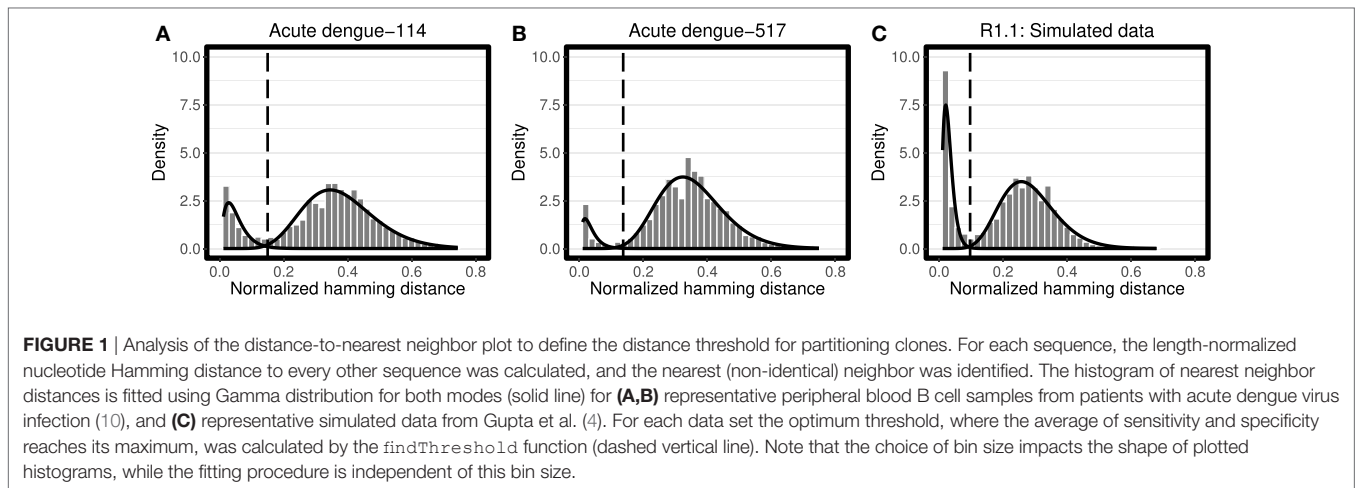 A Acute dengue−114
10.0
7.5
5.0
2.5
0.0
Density
0.0 0.2 0.4 0.6 0.8
Normalized hamming distance
B Acute dengue−517
10.0
7.5
5.0
2.5
0.0
Density
0.0 0.2 0.4 0.6 0.8
Normalized hamming distance
C R1.1: Simulated data
10.0
7.5
5.0
2.5
0.0
Density
0.0 0.2 0.4 0.6 0.8
Normalized hamming distance
FIGURE 1 | Analysis of the distance-to-nearest neighbor plot to define the distance threshold for partitioning clones. For each sequence, the length-normalized
nucleotide Hamming distance to every other sequence was calculated, and the nearest (non-identical) neighbor was identified. The histogram of nearest neighbor
distances is fitted using Gamma distribution for both modes (solid line) for (A,B) representative peripheral blood B cell samples from patients with acute dengue virus
infection (10), and (C) representative simulated data from Gupta et al. (4). For each data set the optimum threshold, where the average of sensitivity and specificity
reaches its maximum, was calculated by the findThreshold function (dashed vertical line). Note that the choice of bin size impacts the shape of plotted
histograms, while the fitting procedure is independent of this bin size.